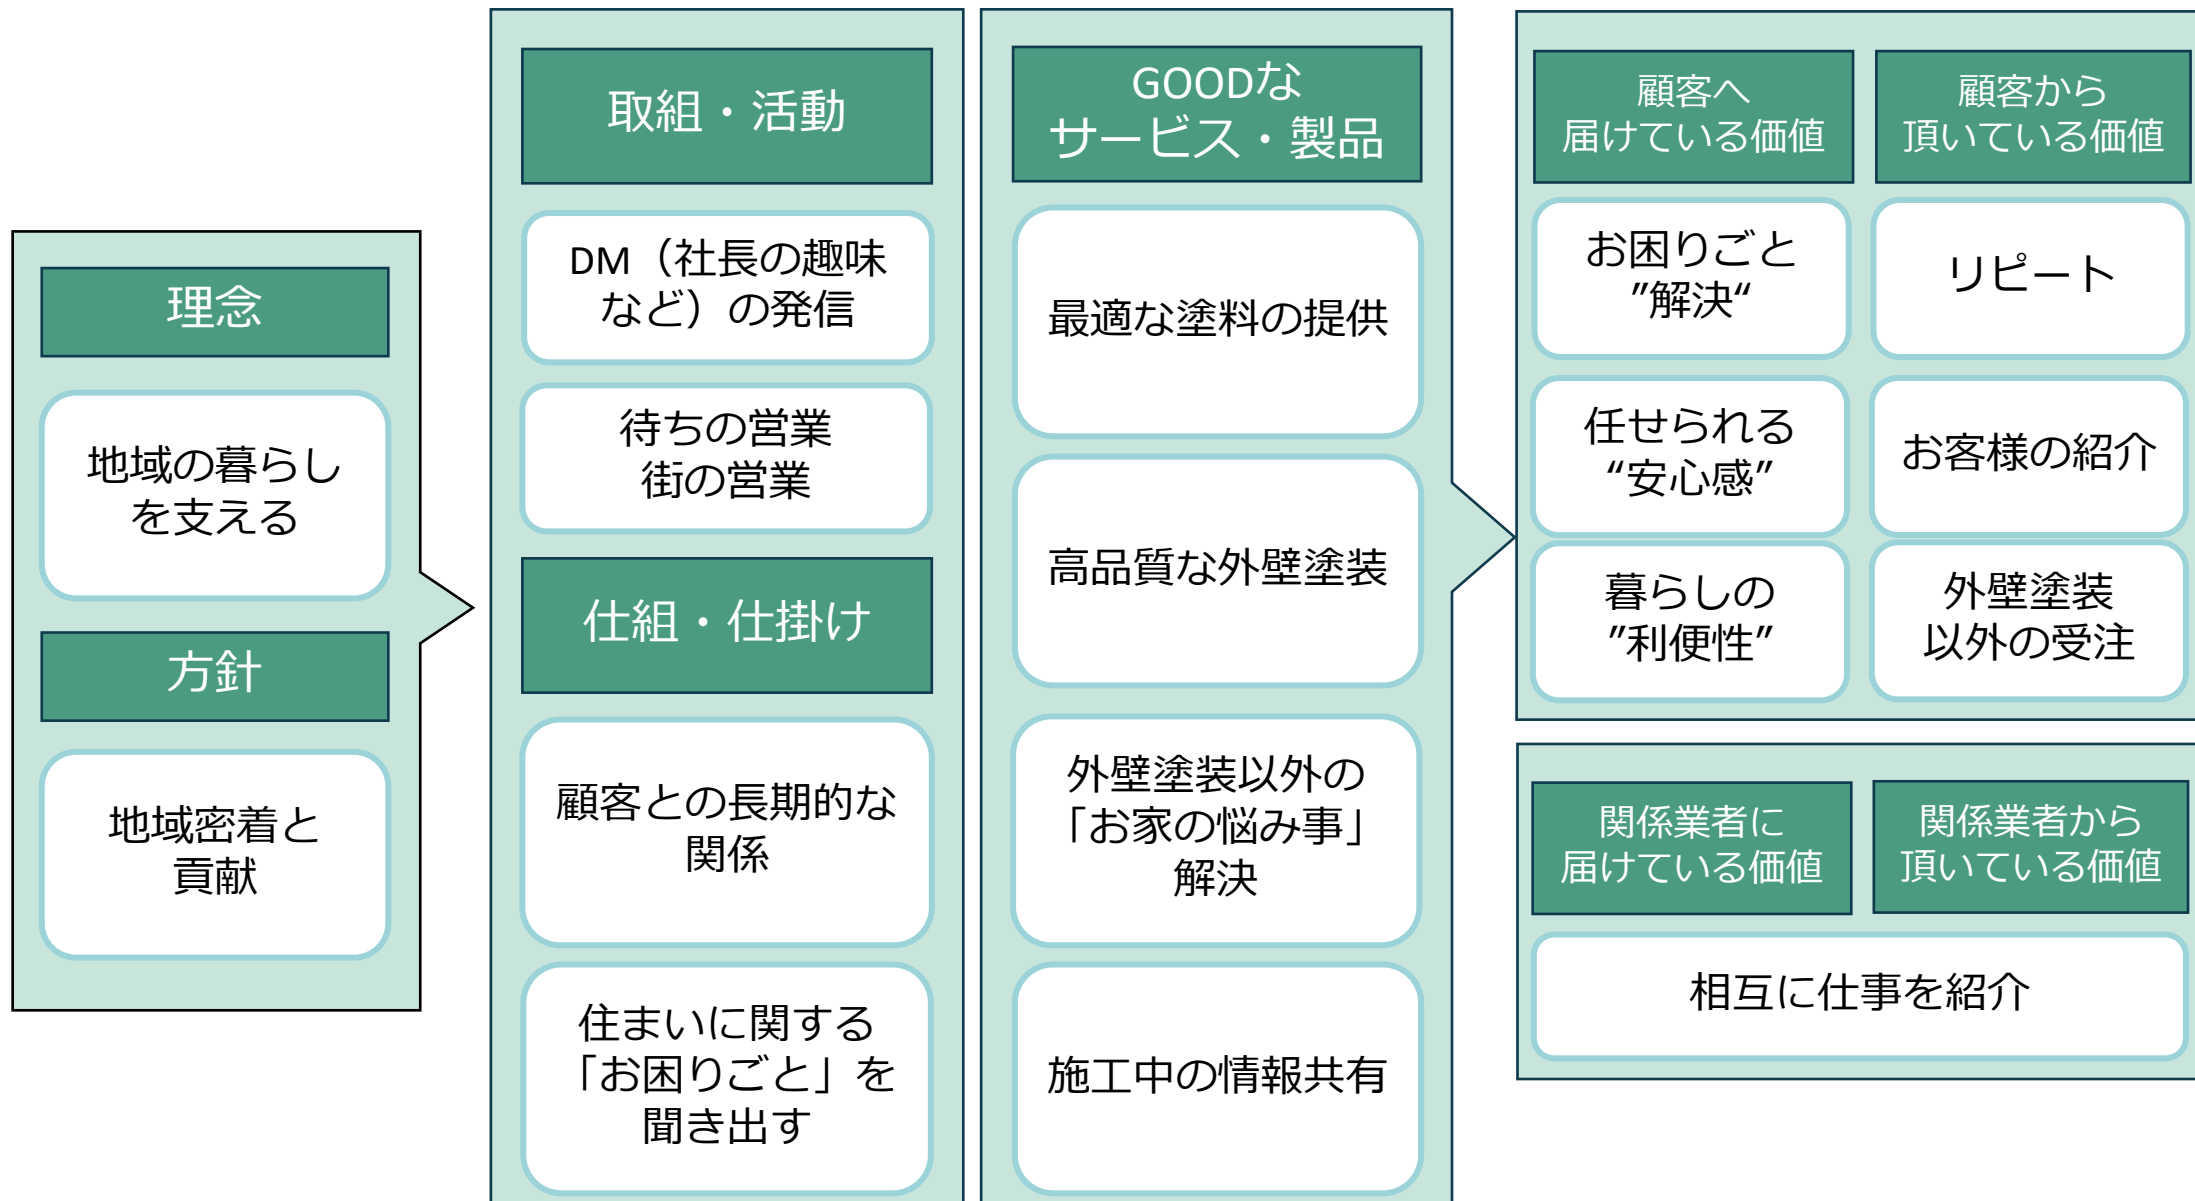 理念
地域の暮らし
を支える
方針
地域密着と
貢献
取組・活動
DM（社長の趣味
など）の発信
待ちの営業
街の営業
仕組・仕掛け
顧客との長期的な
関係
住まいに関する
「お困りごと」を
聞き出す
GOODな
サービス・製品
最適な塗料の提供
高品質な外壁塗装
外壁塗装以外の
「お家の悩み事」
解決
施工中の情報共有
顧客へ
届けている価値
お困りごと
”解決“
任せられる
“安心感”
暮らしの
”利便性”
顧客から
頂いている価値
リピート
お客様の紹介
外壁塗装
以外の受注
関係業者に
届けている価値
関係業者から
頂いている価値
相互に仕事を紹介